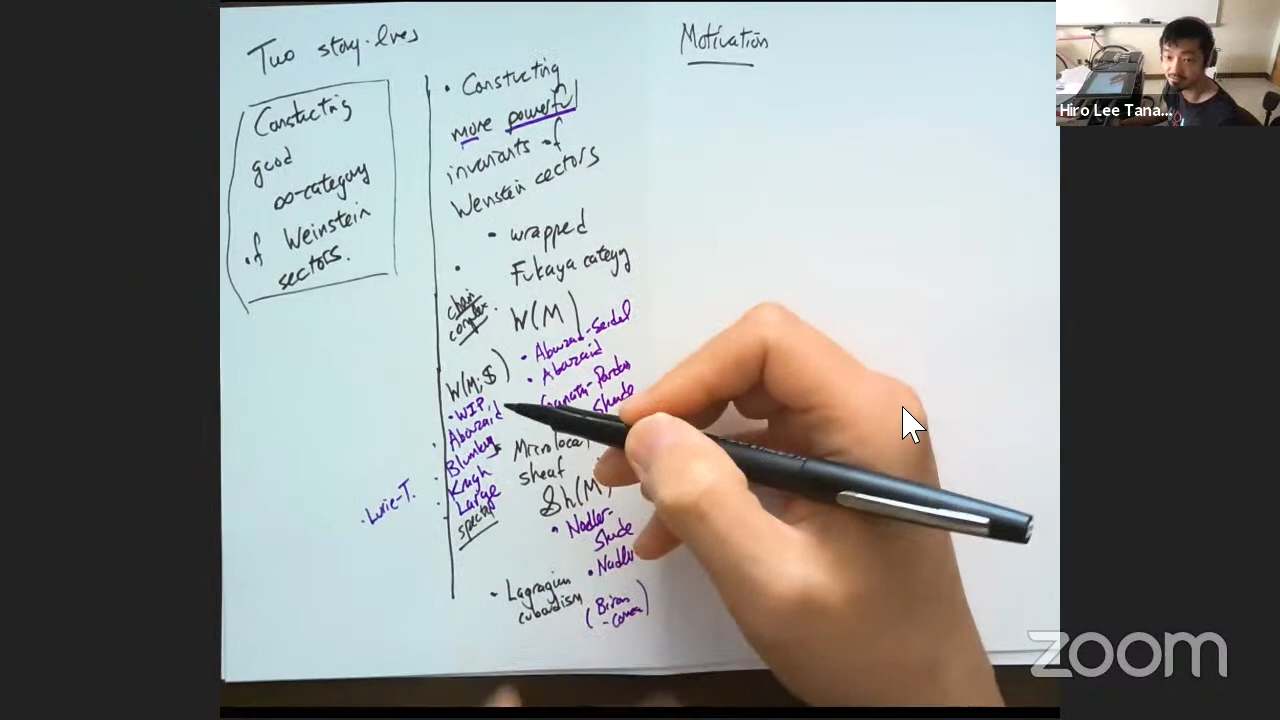 Two story-lines
Constructing
good
∞-category
of Weinstein
sectors.
• Constructing
more powerful
invariants of
Weinstein sectors
• wrapped
Fukaya category
W(M)
chain
complex
• Abouzaid-Seidel
• Abouzaid
Ganatra-Pardon
Shende
W(M; $)
• WIP,
Abouzaid
Blumberg
Kragh
• Large
spectra
• Lurie-T.
Microlocal
sheaf
Sh(M)
• Nadler-
Shende
• Nadler
• Lagrangian
cobordism
(Biran
-Cornea)
Motivation
Hiro Lee Tana...
zoom